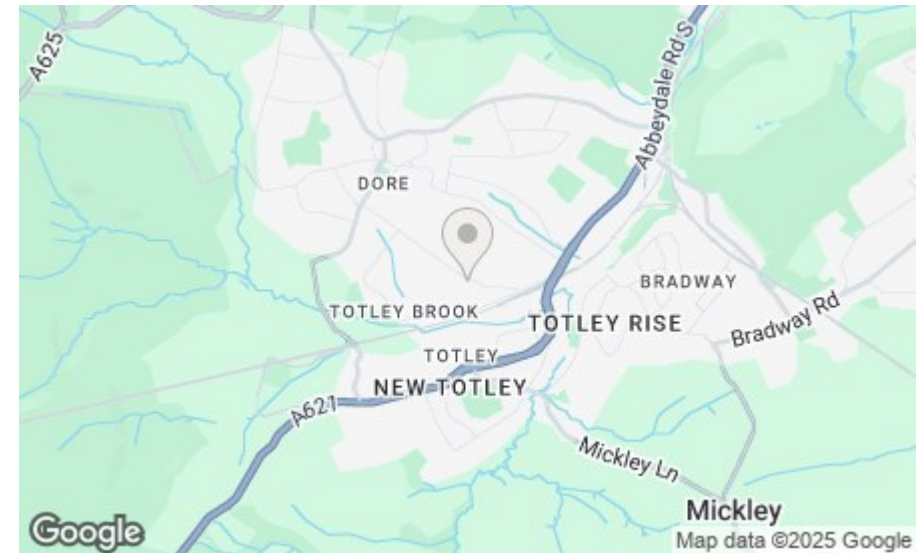 A625
Abbeydale Rd S
DORE
BRADWAY
TOTLEY BROOK
TOTLEY RISE
Bradway Rd
TOTLEY
NEW TOTLEY
A621
Mickley Ln
Mickley
Google
Map data ©2025 Google